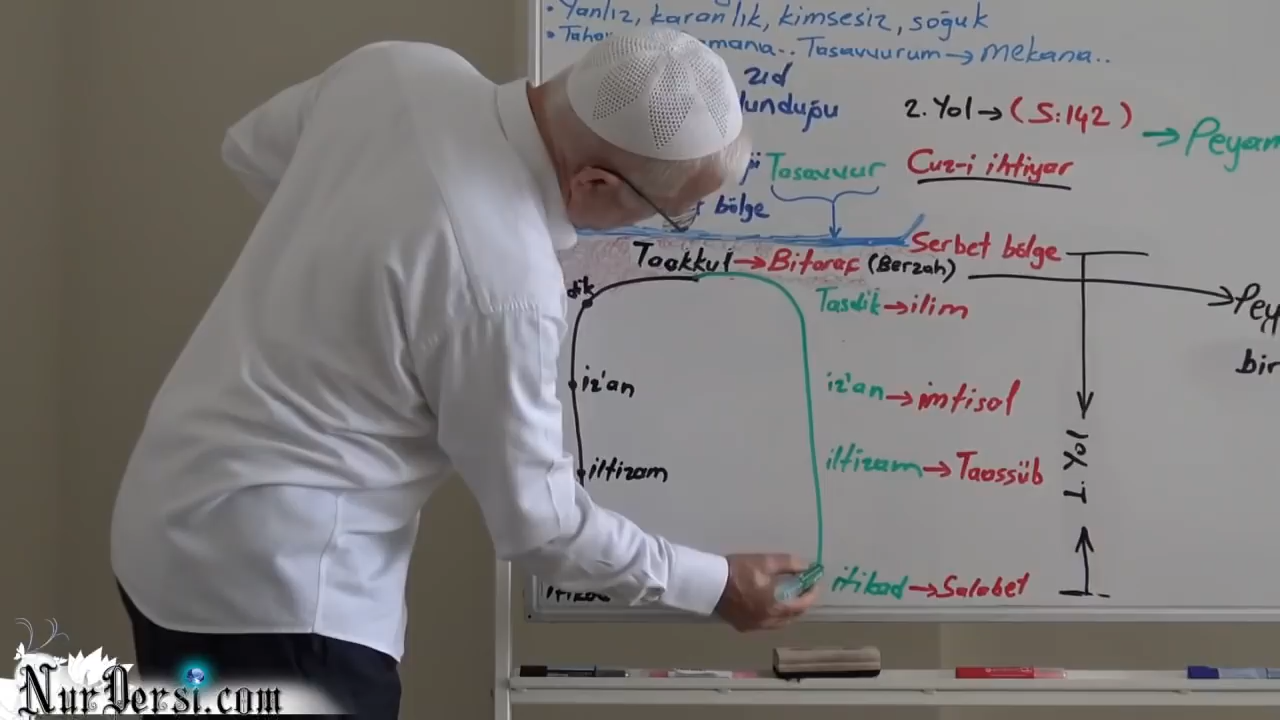 • Yanlız, karanlık, kimsesiz, soğuk
mana.. Tasavvurum → mekana..
zıd
2. Yol → (S:142)
→ Peyam
Tasavvur
Cuz-i ihtiyar
bölge
Serbet bölge
Taakkul → Bitaraf (Berzah)
dik
Tasdik → ilim
Pey
bir
iz'an
iz'an → imtisal
iltizam
iltizam → Taassüb
1. Yol
itikad → Salabet
NurDersi.com